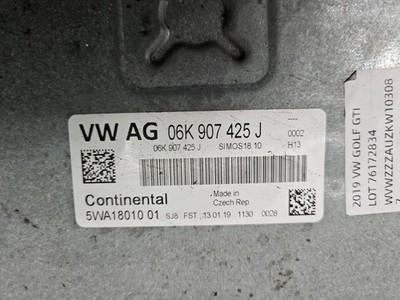 VW AG 06K 907 425 J
06K 907 425 J SIMOS18.10
0002
H13
Continental
Made in
Czech Rep
5WA18010 01 SJ8 FST , 13.01.19 1130 0028
2019 VW GOLF GTI
LOT 76172834
WVWZZZAUZKW10308